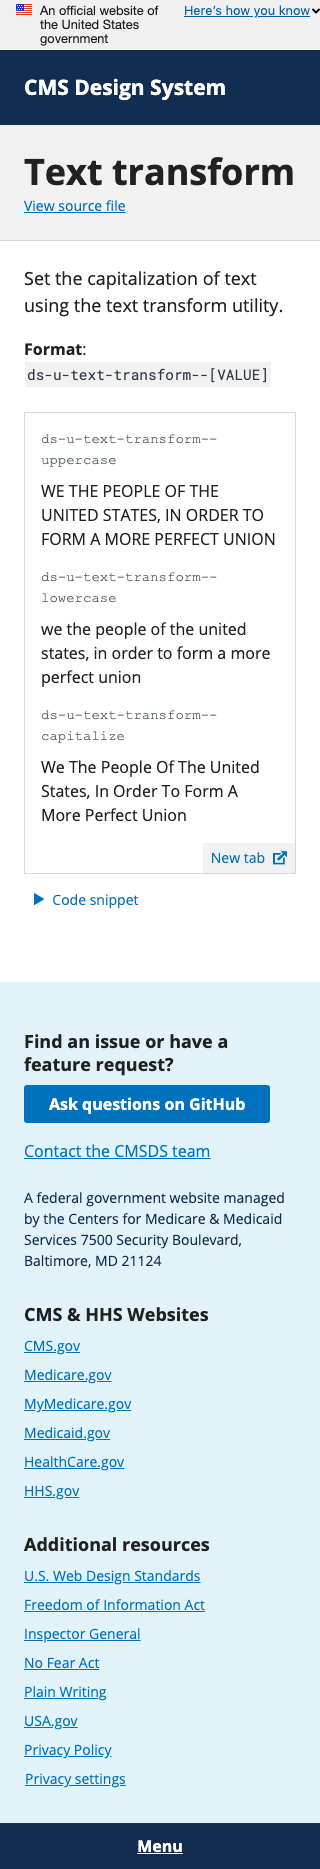 An official website of
the United States
government
Here's how you know
CMS Design System
Text transform
View source file
Set the capitalization of text
using the text transform utility.
Format:
ds-u-text-transform--[VALUE]
ds-u-text-transform--
uppercase
WE THE PEOPLE OF THE
UNITED STATES, IN ORDER TO
FORM A MORE PERFECT UNION
ds-u-text-transform--
lowercase
we the people of the united
states, in order to form a more
perfect union
ds-u-text-transform--
capitalize
We The People Of The United
States, In Order To Form A
More Perfect Union
New tab
Code snippet
Find an issue or have a
feature request?
Ask questions on GitHub
Contact the CMSDS team
A federal government website managed
by the Centers for Medicare & Medicaid
Services 7500 Security Boulevard,
Baltimore, MD 21124
CMS & HHS Websites
CMS.gov
Medicare.gov
MyMedicare.gov
Medicaid.gov
HealthCare.gov
HHS.gov
Additional resources
U.S. Web Design Standards
Freedom of Information Act
Inspector General
No Fear Act
Plain Writing
USA.gov
Privacy Policy
Privacy settings
Menu